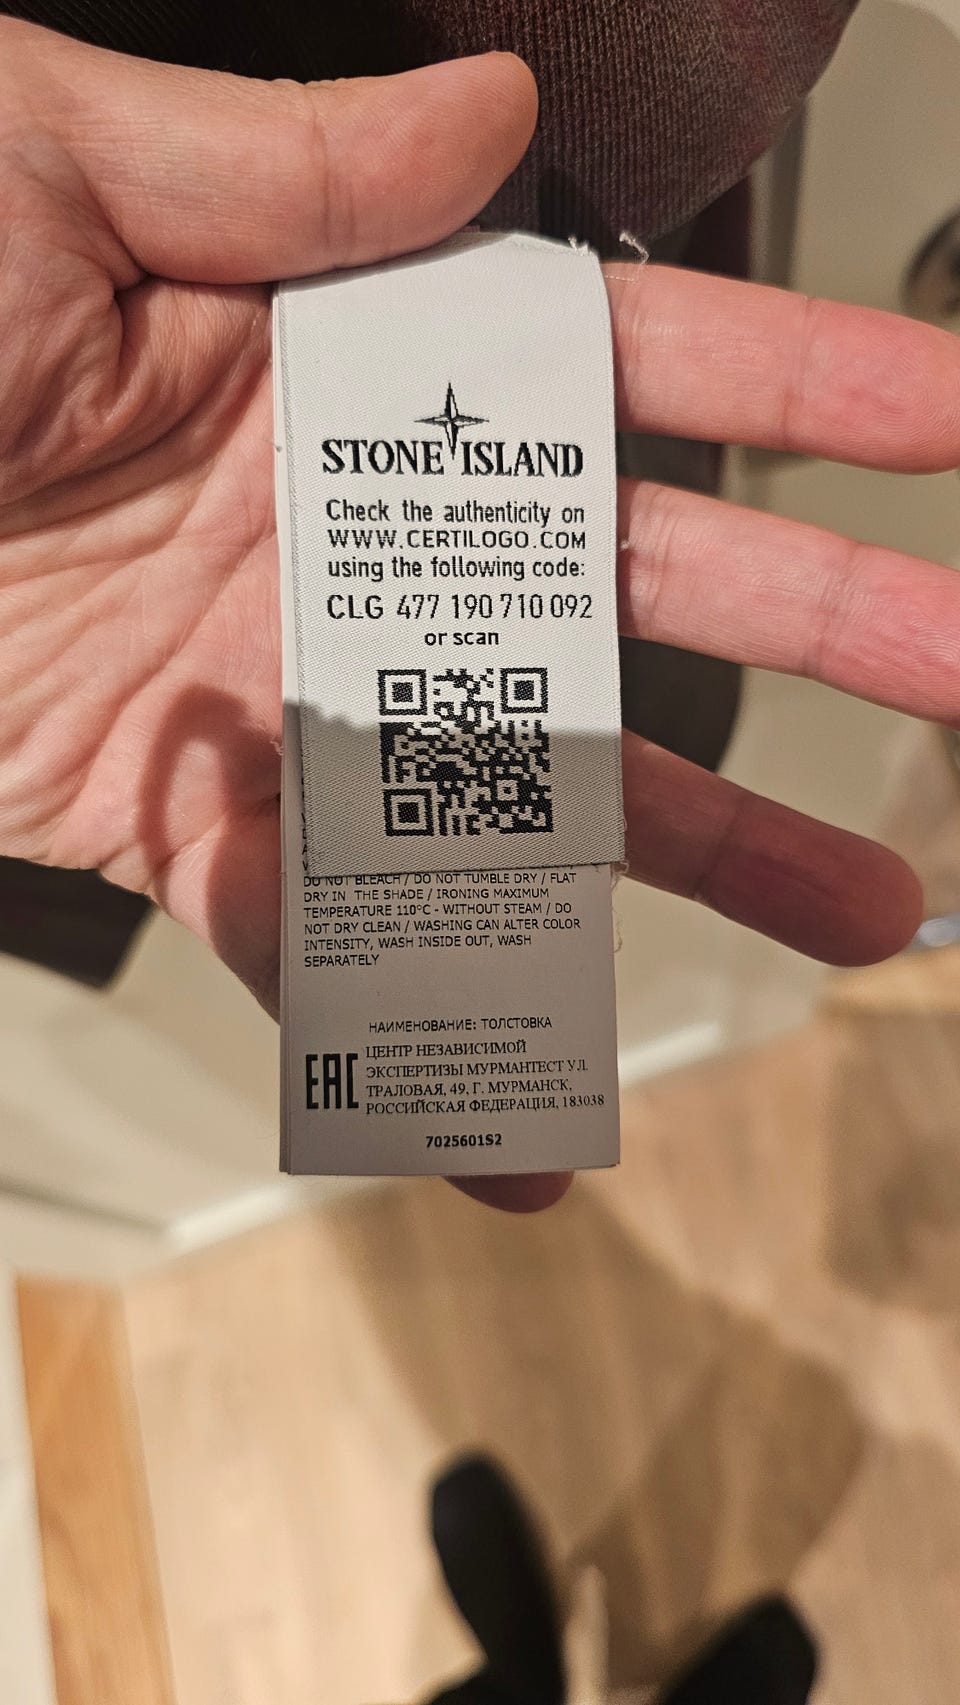 STONE ISLAND
Check the authenticity on
WWW.CERTILOGO.COM
using the following code:
CLG 477 190 710 092
or scan
DO NOT BLEACH / DO NOT TUMBLE DRY / FLAT
DRY IN THE SHADE / IRONING MAXIMUM
TEMPERATURE 110°C - WITHOUT STEAM / DO
NOT DRY CLEAN / WASHING CAN ALTER COLOR
INTENSITY, WASH INSIDE OUT, WASH
SEPARATELY
НАИМЕНОВАНИЕ: ТОЛСТОВКА
EAC
ЦЕНТР НЕЗАВИСИМОЙ
ЭКСПЕРТИЗЫ МУРМАНТЕСТ УЛ.
ТРАЛОВАЯ, 49, Г. МУРМАНСК,
РОССИЙСКАЯ ФЕДЕРАЦИЯ, 183038
7025601S2